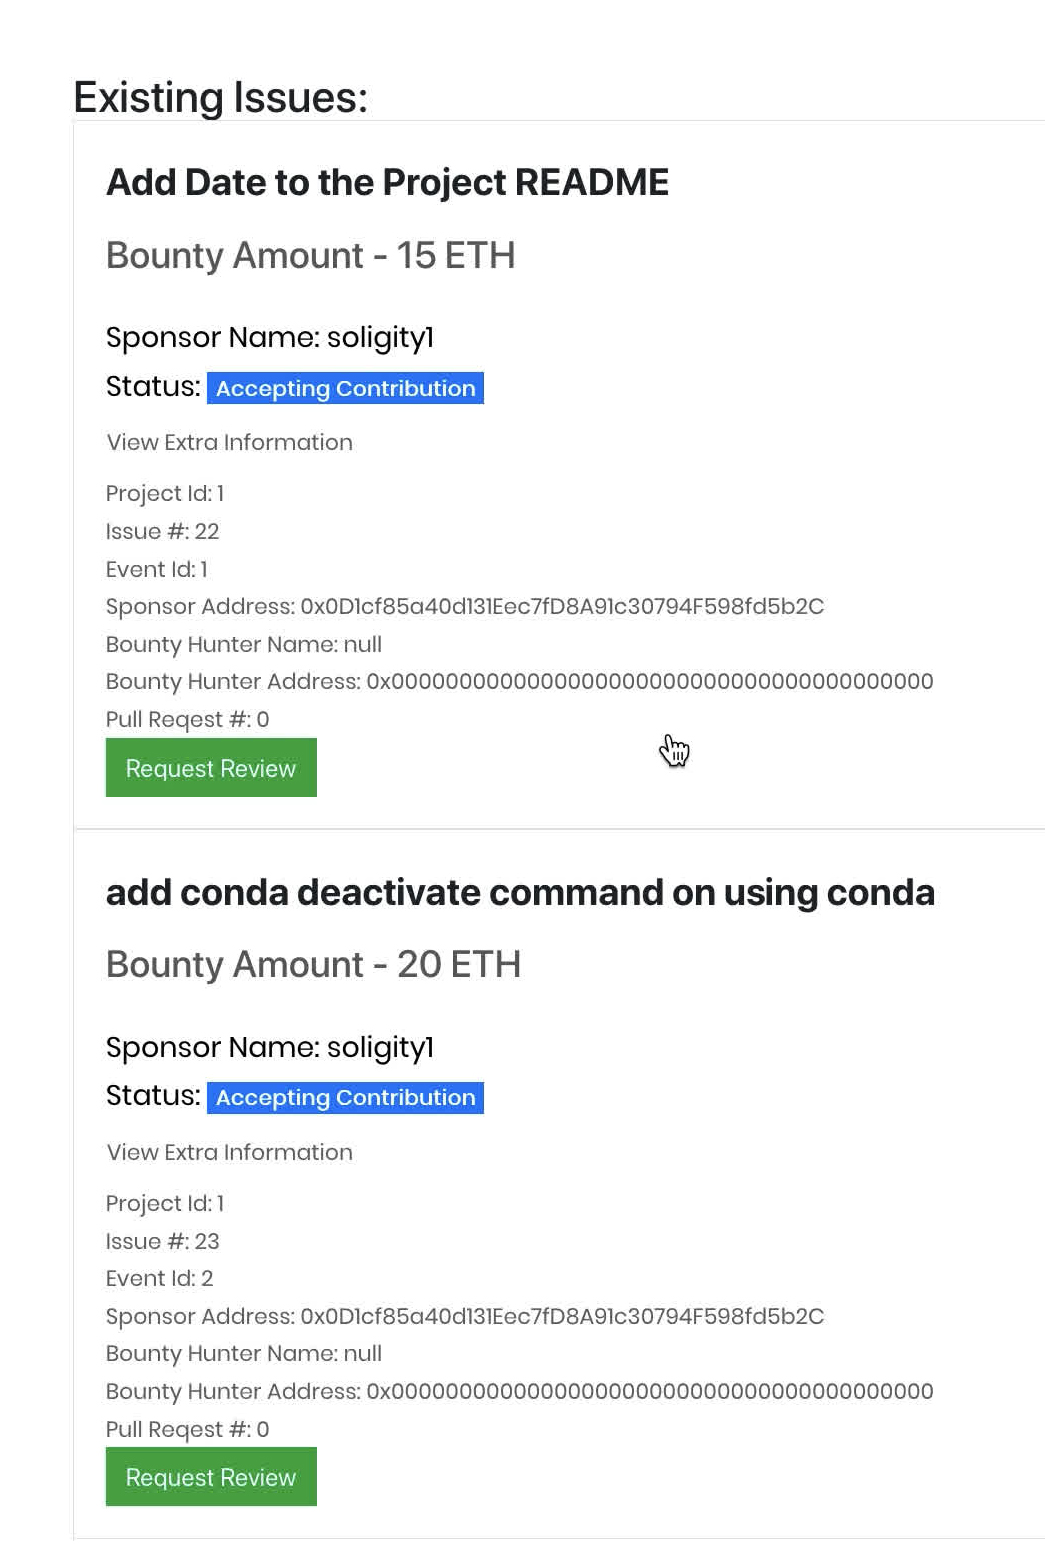 Existing Issues:
Add Date to the Project README
Bounty Amount - 15 ETH
Sponsor Name: soligity1
Status: Accepting Contribution
View Extra Information
Project Id: 1
Issue #: 22
Event Id: 1
Sponsor Address: 0x0D1cf85a40d131Eec7fD8A91c30794F598fd5b2C
Bounty Hunter Name: null
Bounty Hunter Address: 0x0000000000000000000000000000000000000000
Pull Reqest #: 0
Request Review
add conda deactivate command on using conda
Bounty Amount - 20 ETH
Sponsor Name: soligity1
Status: Accepting Contribution
View Extra Information
Project Id: 1
Issue #: 23
Event Id: 2
Sponsor Address: 0x0D1cf85a40d131Eec7fD8A91c30794F598fd5b2C
Bounty Hunter Name: null
Bounty Hunter Address: 0x0000000000000000000000000000000000000000
Pull Reqest #: 0
Request Review